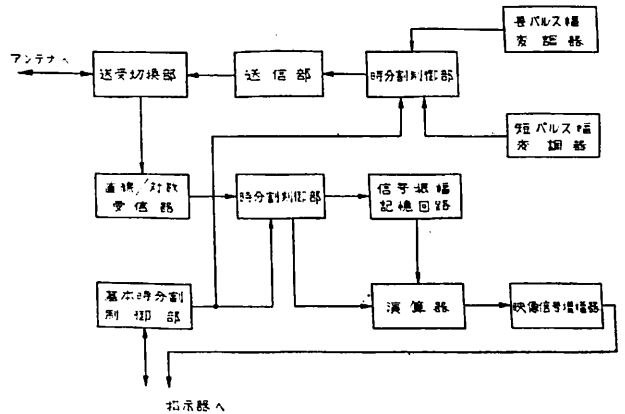 長パルス幅
変調器
アンテナへ
送受切換部
送信部
時分割制御部
短パルス幅
変調器
直線/対数
受信器
時分割制御部
信号振幅
記憶回路
基本時分割
制御部
演算器
映像信号増幅器
指示器へ